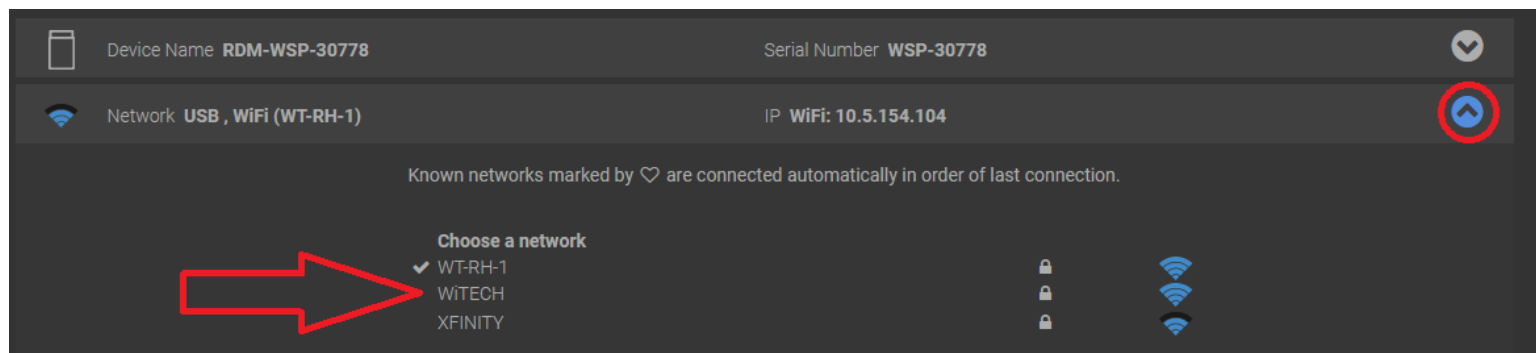 Device Name RDM-WSP-30778 Serial Number WSP-30778
Network USB , WiFi (WT-RH-1) IP WiFi: 10.5.154.104
Known networks marked by ♡ are connected automatically in order of last connection.
Choose a network
WT-RH-1
WiTECH
XFINITY